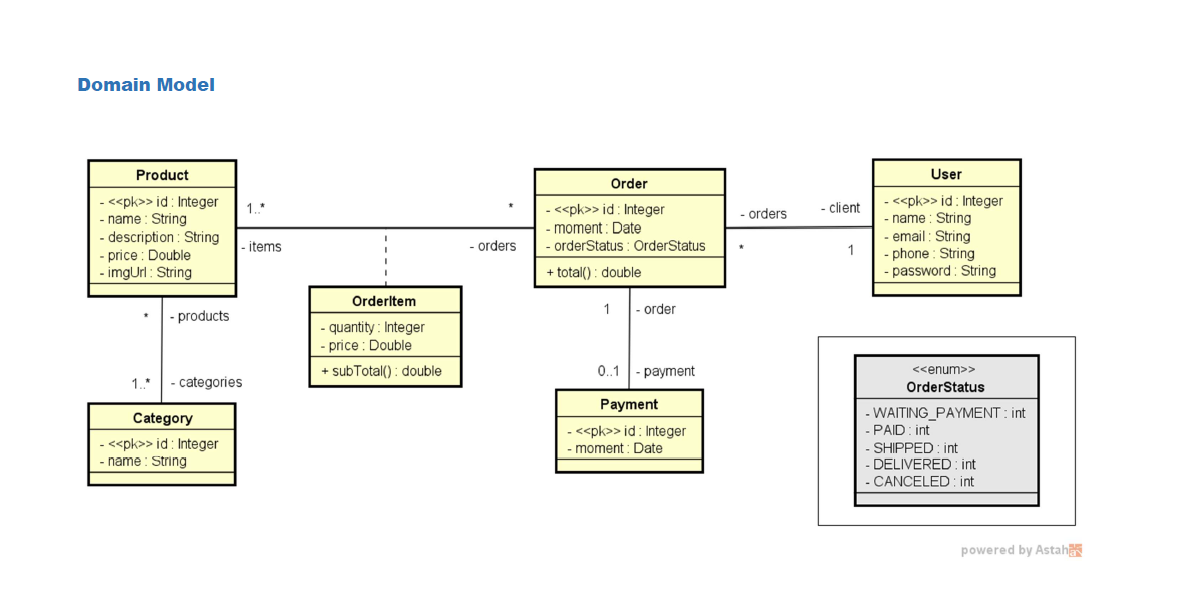 Domain Model
Product
- <<pk>> id : Integer
- name : String
- description : String
- price : Double
- imgUrl : String
1..*
- items
*
- orders
Order
- <<pk>> id : Integer
- moment : Date
- orderStatus : OrderStatus
+ total() : double
- orders
*
- client
1
User
- <<pk>> id : Integer
- name : String
- email : String
- phone : String
- password : String
OrderItem
- quantity : Integer
- price : Double
+ subTotal() : double
* - products
1..* - categories
Category
- <<pk>> id : Integer
- name : String
1 - order
0..1 - payment
Payment
- <<pk>> id : Integer
- moment : Date
<<enum>>
OrderStatus
- WAITING_PAYMENT : int
- PAID : int
- SHIPPED : int
- DELIVERED : int
- CANCELED : int
powered by Astah